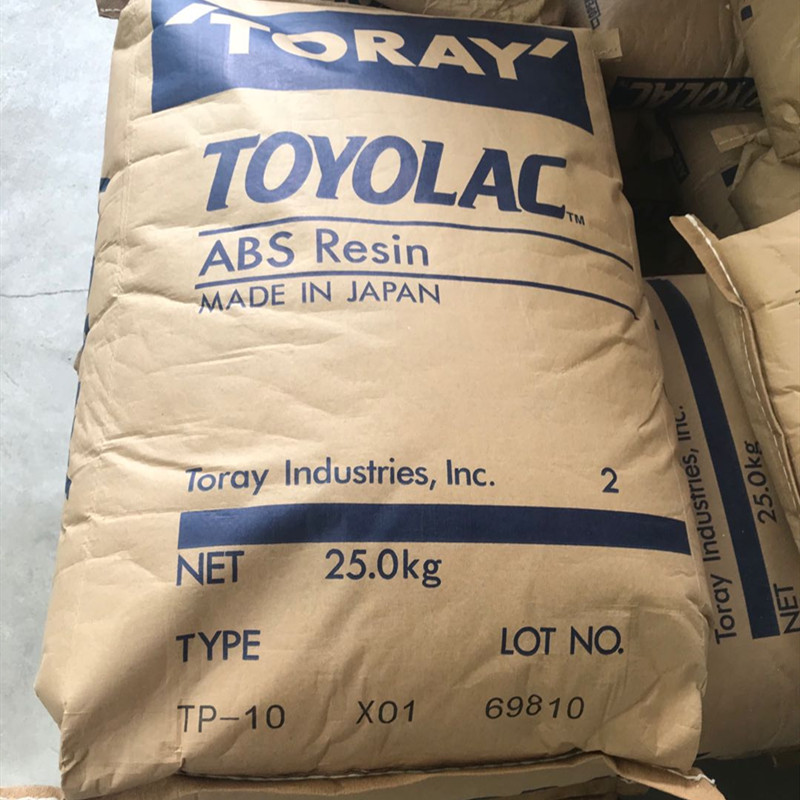 TORAY
TOYOLAC™
ABS Resin
MADE IN JAPAN
Toray Industries, Inc. 2
NET 25.0kg
TYPE LOT NO.
TP-10 X01 69810
TOYOLAC
Toray Industries, Inc.
NET 25.0kg